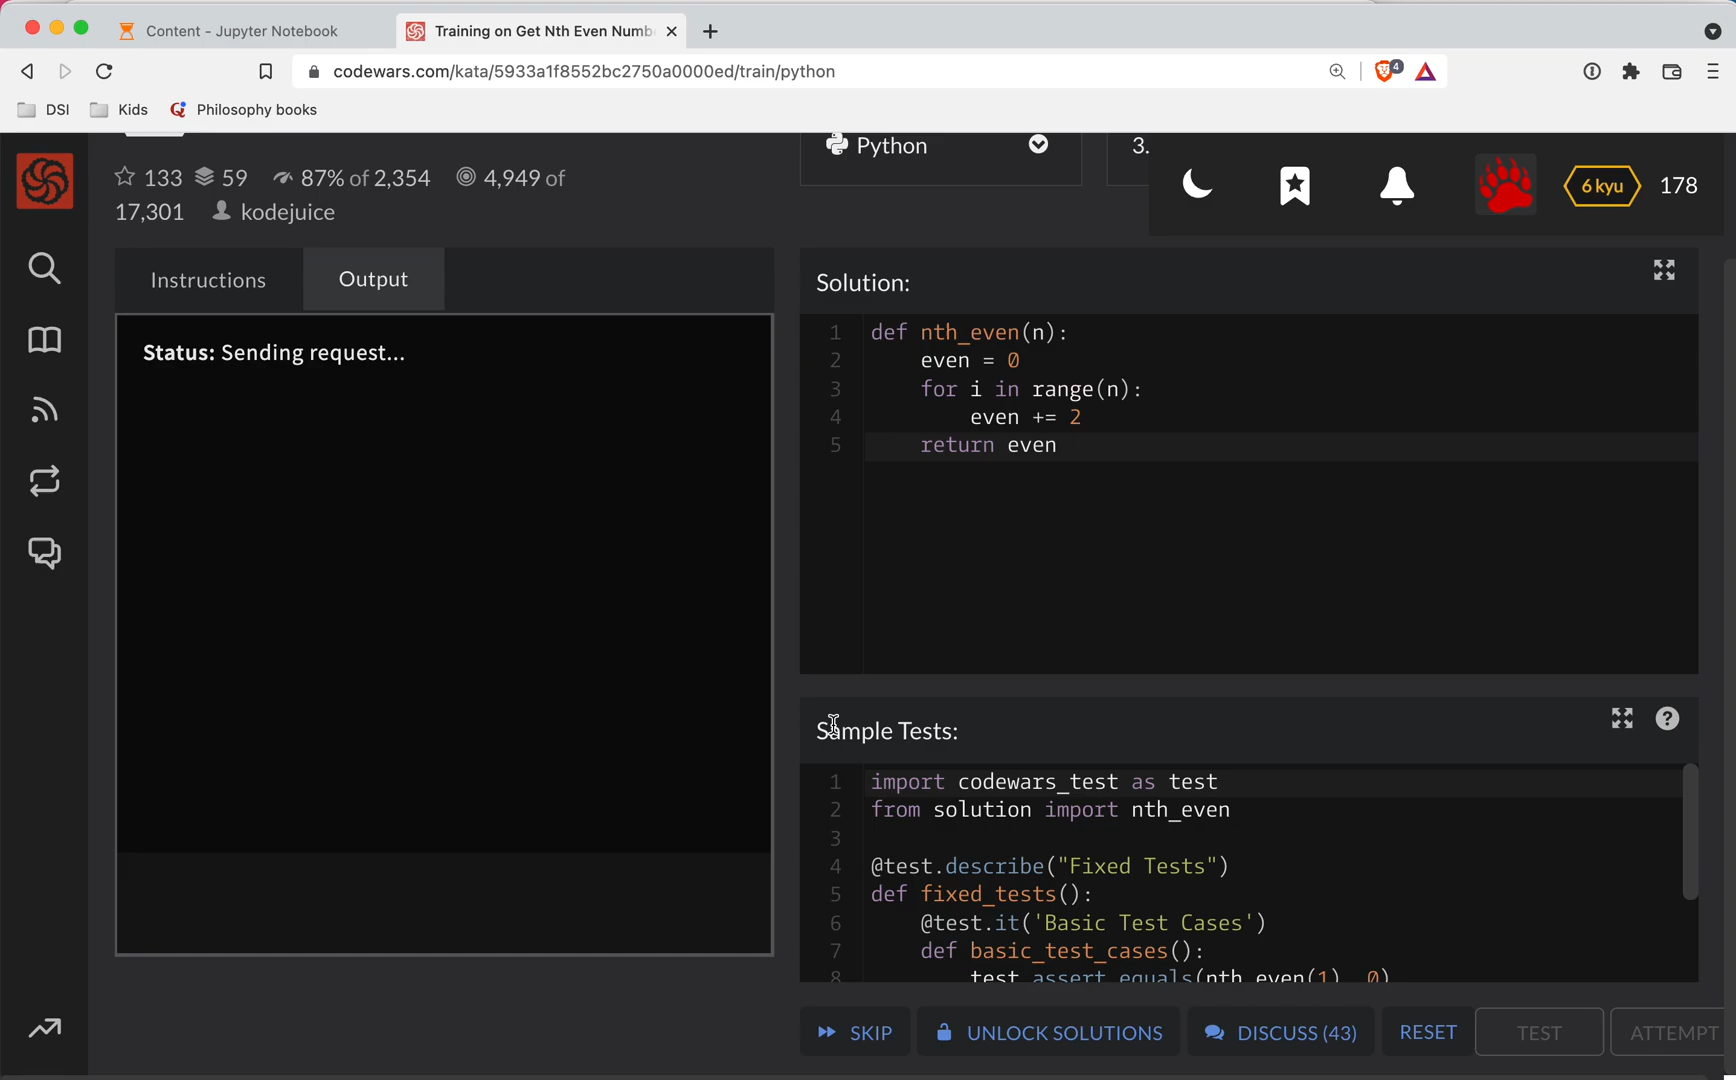 Content - Jupyter Notebook
Training on Get Nth Even Numb
codewars.com/kata/5933a1f8552bc2750a0000ed/train/python
4
DSI
Kids
Philosophy books
133 59 87% of 2,354 4,949 of
17,301 kodejuice
Python
3.
6 kyu 178
Instructions
Output
Status: Sending request...
Solution:
1 def nth_even(n):
2     even = 0
3     for i in range(n):
4         even += 2
5     return even
Sample Tests:
1 import codewars_test as test
2 from solution import nth_even
3
4 @test.describe("Fixed Tests")
5 def fixed_tests():
6     @test.it('Basic Test Cases')
7     def basic_test_cases():
8         test.assert_equals(nth_even(1), 0)
SKIP
UNLOCK SOLUTIONS
DISCUSS (43)
RESET
TEST
ATTEMPT